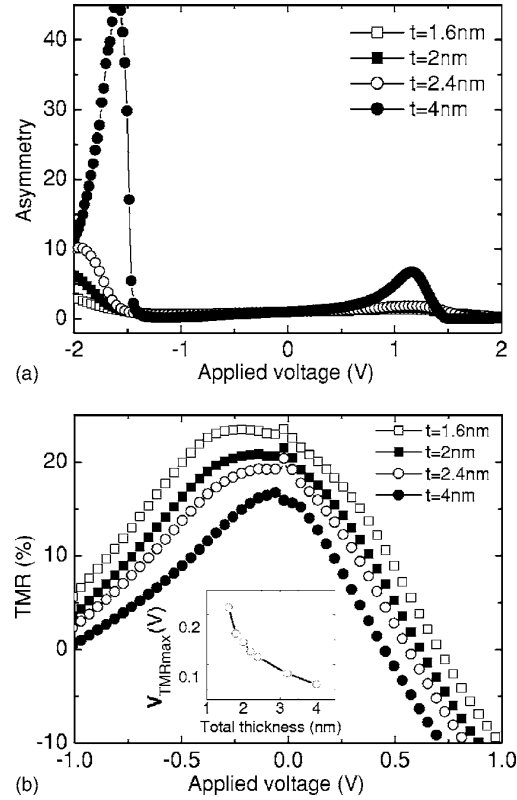 t=1.6nm
t=2nm
t=2.4nm
t=4nm
Asymmetry
40
30
20
10
0
-2
-1
0
1
2
(a)
Applied voltage (V)
t=1.6nm
t=2nm
t=2.4nm
t=4nm
TMR (%)
20
10
0
-10
VTMRmax(V)
0.2
0.1
1
2
3
4
Total thickness (nm)
-1.0
-0.5
0.0
0.5
1.0
(b)
Applied voltage (V)